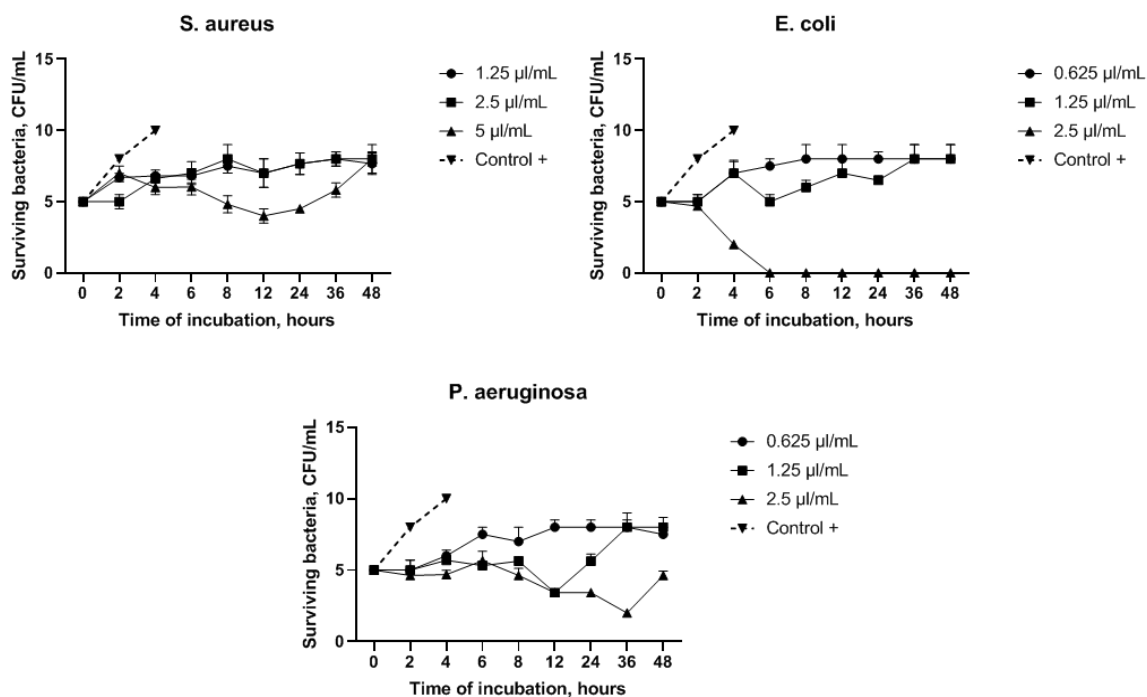 S. aureus
Surviving bacteria, CFU/mL
15
10
5
0
0 2 4 6 8 12 24 36 48
Time of incubation, hours
1.25 µl/mL
2.5 µl/mL
5 µl/mL
Control +
E. coli
Surviving bacteria, CFU/mL
15
10
5
0
0 2 4 6 8 12 24 36 48
Time of incubation, hours
0.625 µl/mL
1.25 µl/mL
2.5 µl/mL
Control +
P. aeruginosa
Surviving bacteria, CFU/mL
15
10
5
0
0 2 4 6 8 12 24 36 48
Time of incubation, hours
0.625 µl/mL
1.25 µl/mL
2.5 µl/mL
Control +